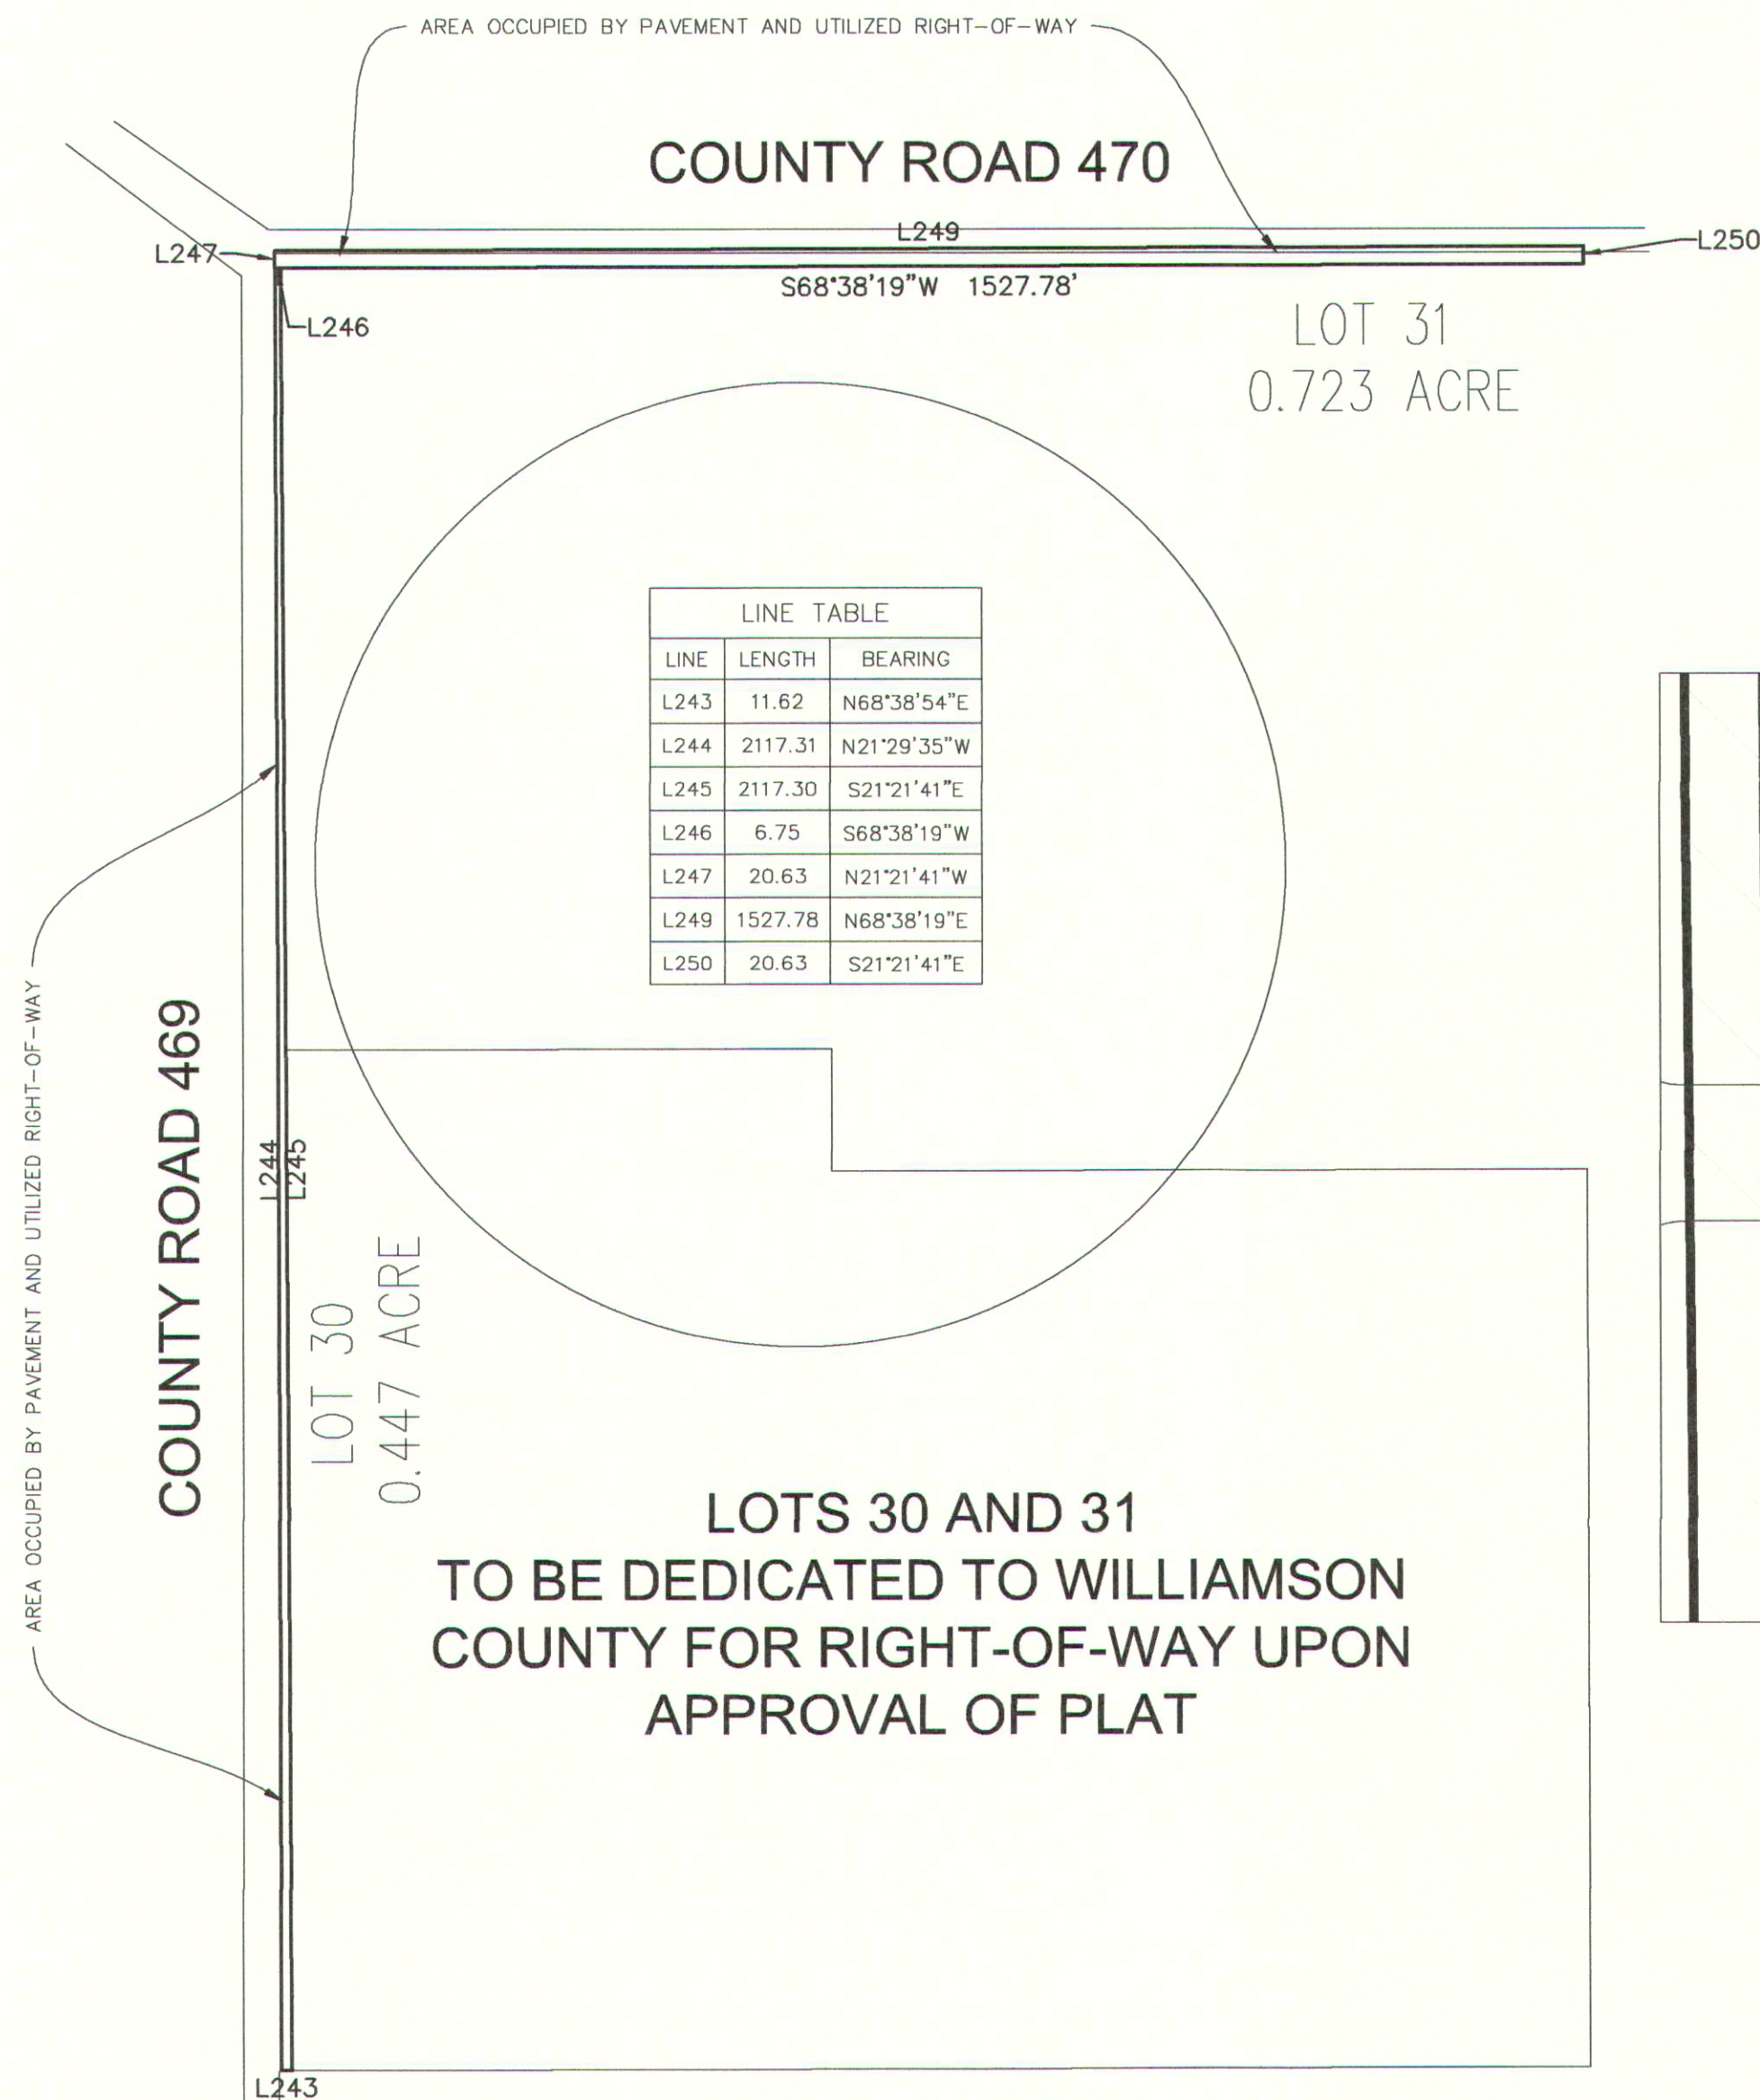 AREA OCCUPIED BY PAVEMENT AND UTILIZED RIGHT-OF-WAY
COUNTY ROAD 470
L249
L247
L250
S68°38'19"W 1527.78'
L246
LOT 31
0.723 ACRE
LINE TABLE
LINE LENGTH BEARING
L243 11.62 N68°38'54"E
L244 2117.31 N21°29'35"W
L245 2117.30 S21°21'41"E
L246 6.75 S68°38'19"W
L247 20.63 N21°21'41"W
L249 1527.78 N68°38'19"E
L250 20.63 S21°21'41"E
AREA OCCUPIED BY PAVEMENT AND UTILIZED RIGHT-OF-WAY
COUNTY ROAD 469
L244
L245
LOT 30
0.447 ACRE
LOTS 30 AND 31
TO BE DEDICATED TO WILLIAMSON
COUNTY FOR RIGHT-OF-WAY UPON
APPROVAL OF PLAT
L243